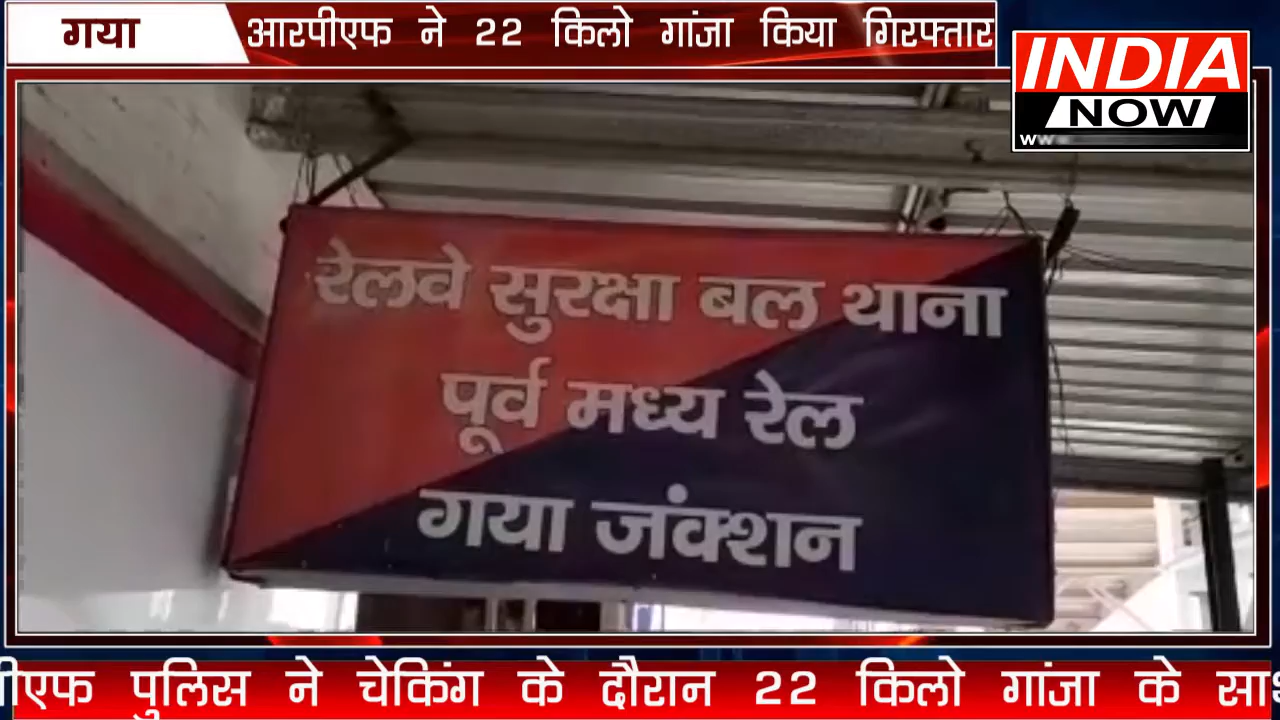 गया
आरपीएफ ने 22 किलो गांजा किया गिरफ्तार
INDIA
NOW
रेलवे सुरक्षा बल थाना
पूर्व मध्य रेल
गया जंक्शन
पुलिस ने चेकिंग के दौरान 22 किलो गांजा के